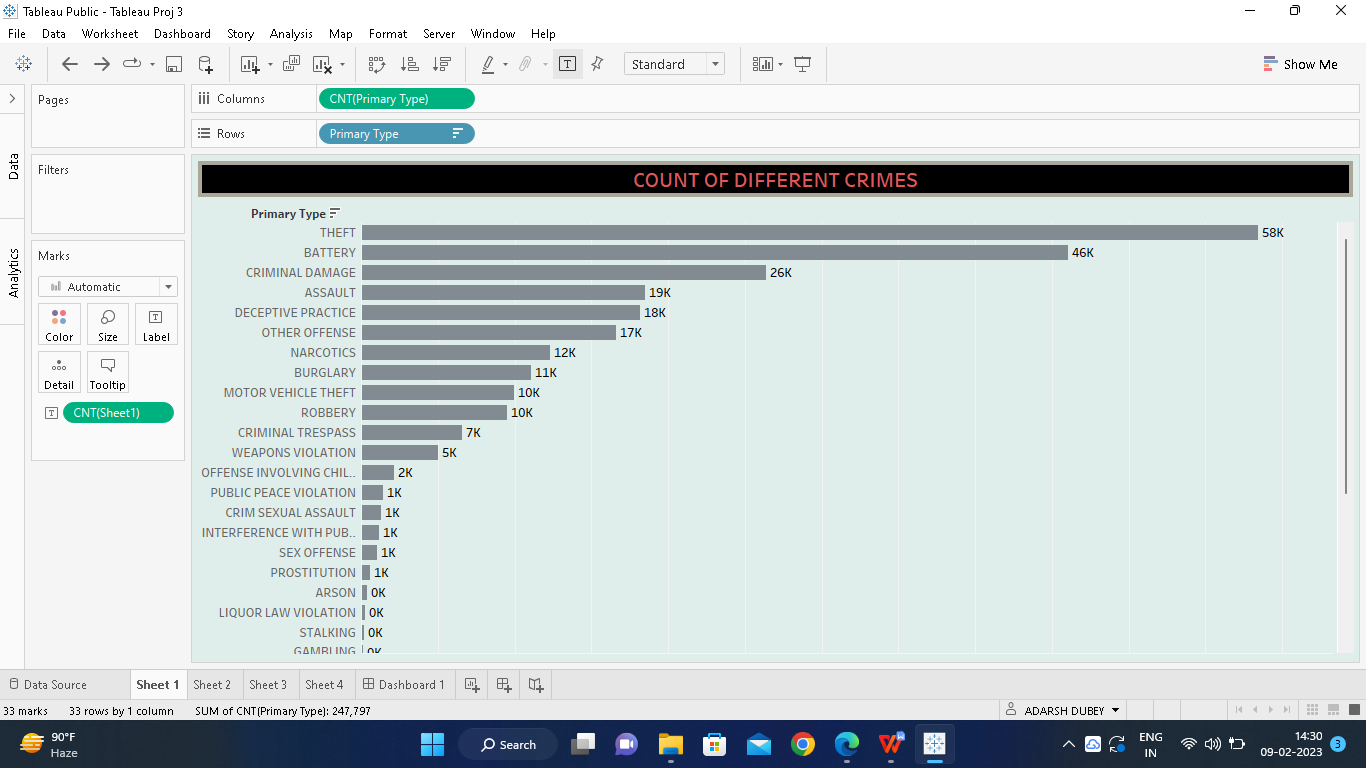 Tableau Public - Tableau Proj 3
File Data Worksheet Dashboard Story Analysis Map Format Server Window Help
Standard
Show Me
Pages
Columns
CNT(Primary Type)
Rows
Primary Type
Data
Analytics
Filters
Marks
Automatic
Color Size Label
Detail Tooltip
CNT(Sheet1)
COUNT OF DIFFERENT CRIMES
Primary Type
THEFT 58K
BATTERY 46K
CRIMINAL DAMAGE 26K
ASSAULT 19K
DECEPTIVE PRACTICE 18K
OTHER OFFENSE 17K
NARCOTICS 12K
BURGLARY 11K
MOTOR VEHICLE THEFT 10K
ROBBERY 10K
CRIMINAL TRESPASS 7K
WEAPONS VIOLATION 5K
OFFENSE INVOLVING CHIL.. 2K
PUBLIC PEACE VIOLATION 1K
CRIM SEXUAL ASSAULT 1K
INTERFERENCE WITH PUB.. 1K
SEX OFFENSE 1K
PROSTITUTION 1K
ARSON 0K
LIQUOR LAW VIOLATION 0K
STALKING 0K
GAMBLING 0K
Data Source Sheet 1 Sheet 2 Sheet 3 Sheet 4 Dashboard 1
33 marks 33 rows by 1 column SUM of CNT(Primary Type): 247,797
ADARSH DUBEY
90°F
Haze
Search
ENG
IN
14:30
09-02-2023
3